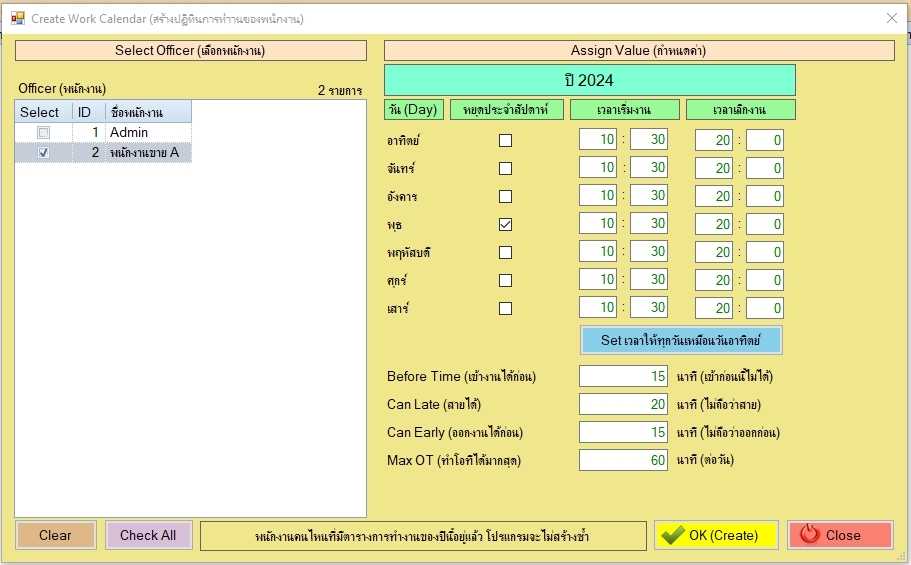 Create Work Calendar (สร้างปฏิทินการทำานของพนักงาน)
Select Officer (เลือกพนักงาน)
Assign Value (กำหนดค่า)
Officer (พนักงาน) 2 รายการ
ปี 2024
Select ID ชื่อพนักงาน
1 Admin
2 พนักงานขาย A
วัน (Day) หยุดประจำสัปดาห์ เวลาเริ่มงาน เวลาเลิกงาน
อาทิตย์ 10 : 30 20 : 0
จันทร์ 10 : 30 20 : 0
อังคาร 10 : 30 20 : 0
พุธ 10 : 30 20 : 0
พฤหัสบดี 10 : 30 20 : 0
ศุกร์ 10 : 30 20 : 0
เสาร์ 10 : 30 20 : 0
Set เวลาให้ทุกวันเหมือนวันอาทิตย์
Before Time (เข้างานได้ก่อน) 15 นาที (เข้าก่อนนี้ไม่ได้)
Can Late (สายได้) 20 นาที (ไม่ถือว่าสาย)
Can Early (ออกงานได้ก่อน) 15 นาที (ไม่ถือว่าออกก่อน)
Max OT (ทำโอทีได้มากสุด) 60 นาที (ต่อวัน)
Clear Check All พนักงานคนไหนที่มีตารางการทำงานของปีนี้อยู่แล้ว โปรแกรมจะไม่สร้างซ้ำ OK (Create) Close